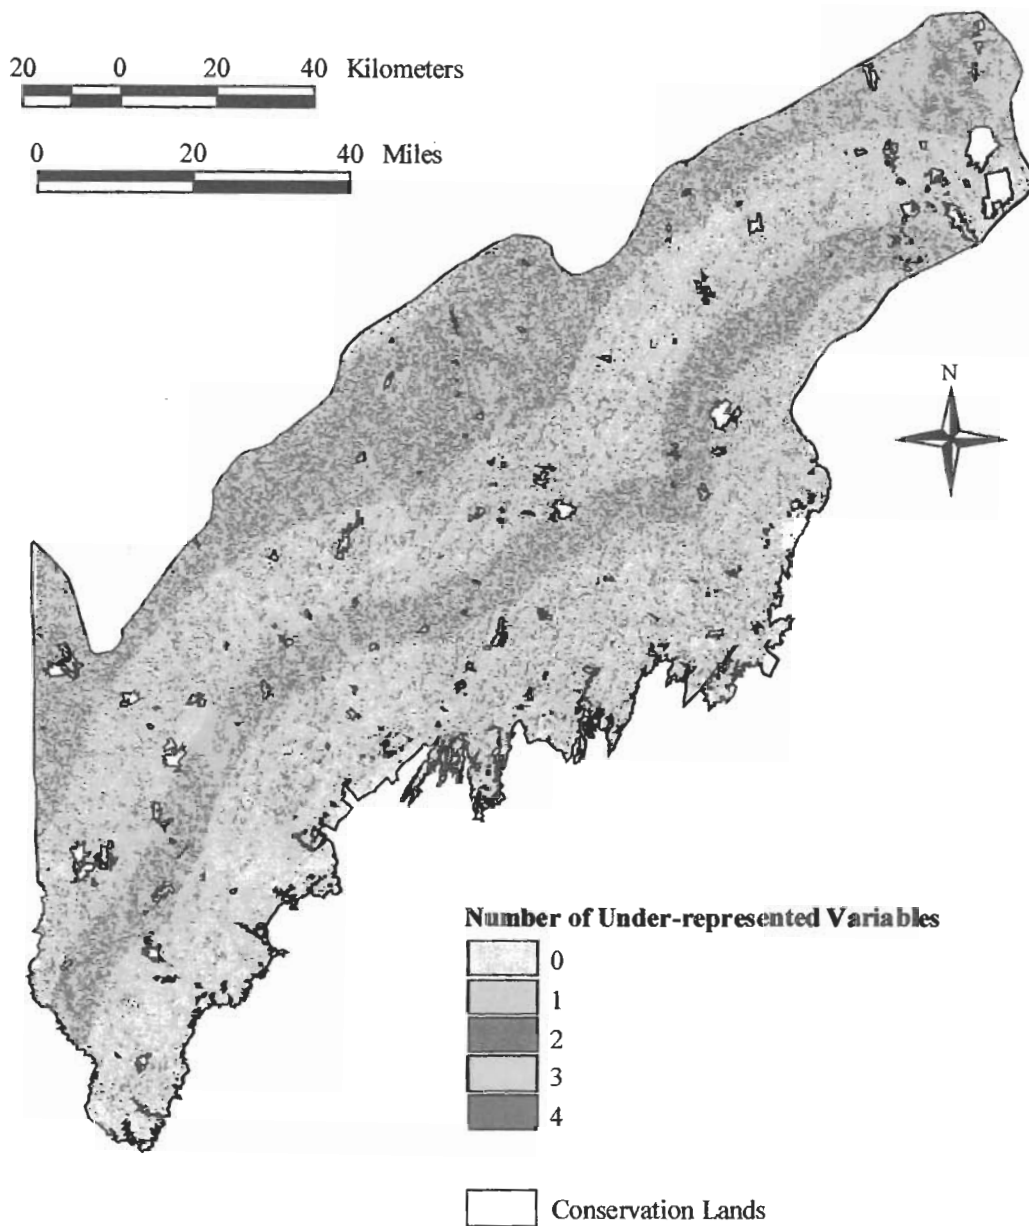 20 0 20 40 Kilometers
0 20 40 Miles
N
Number of Under-represented Variables
0
1
2
3
4
Conservation Lands